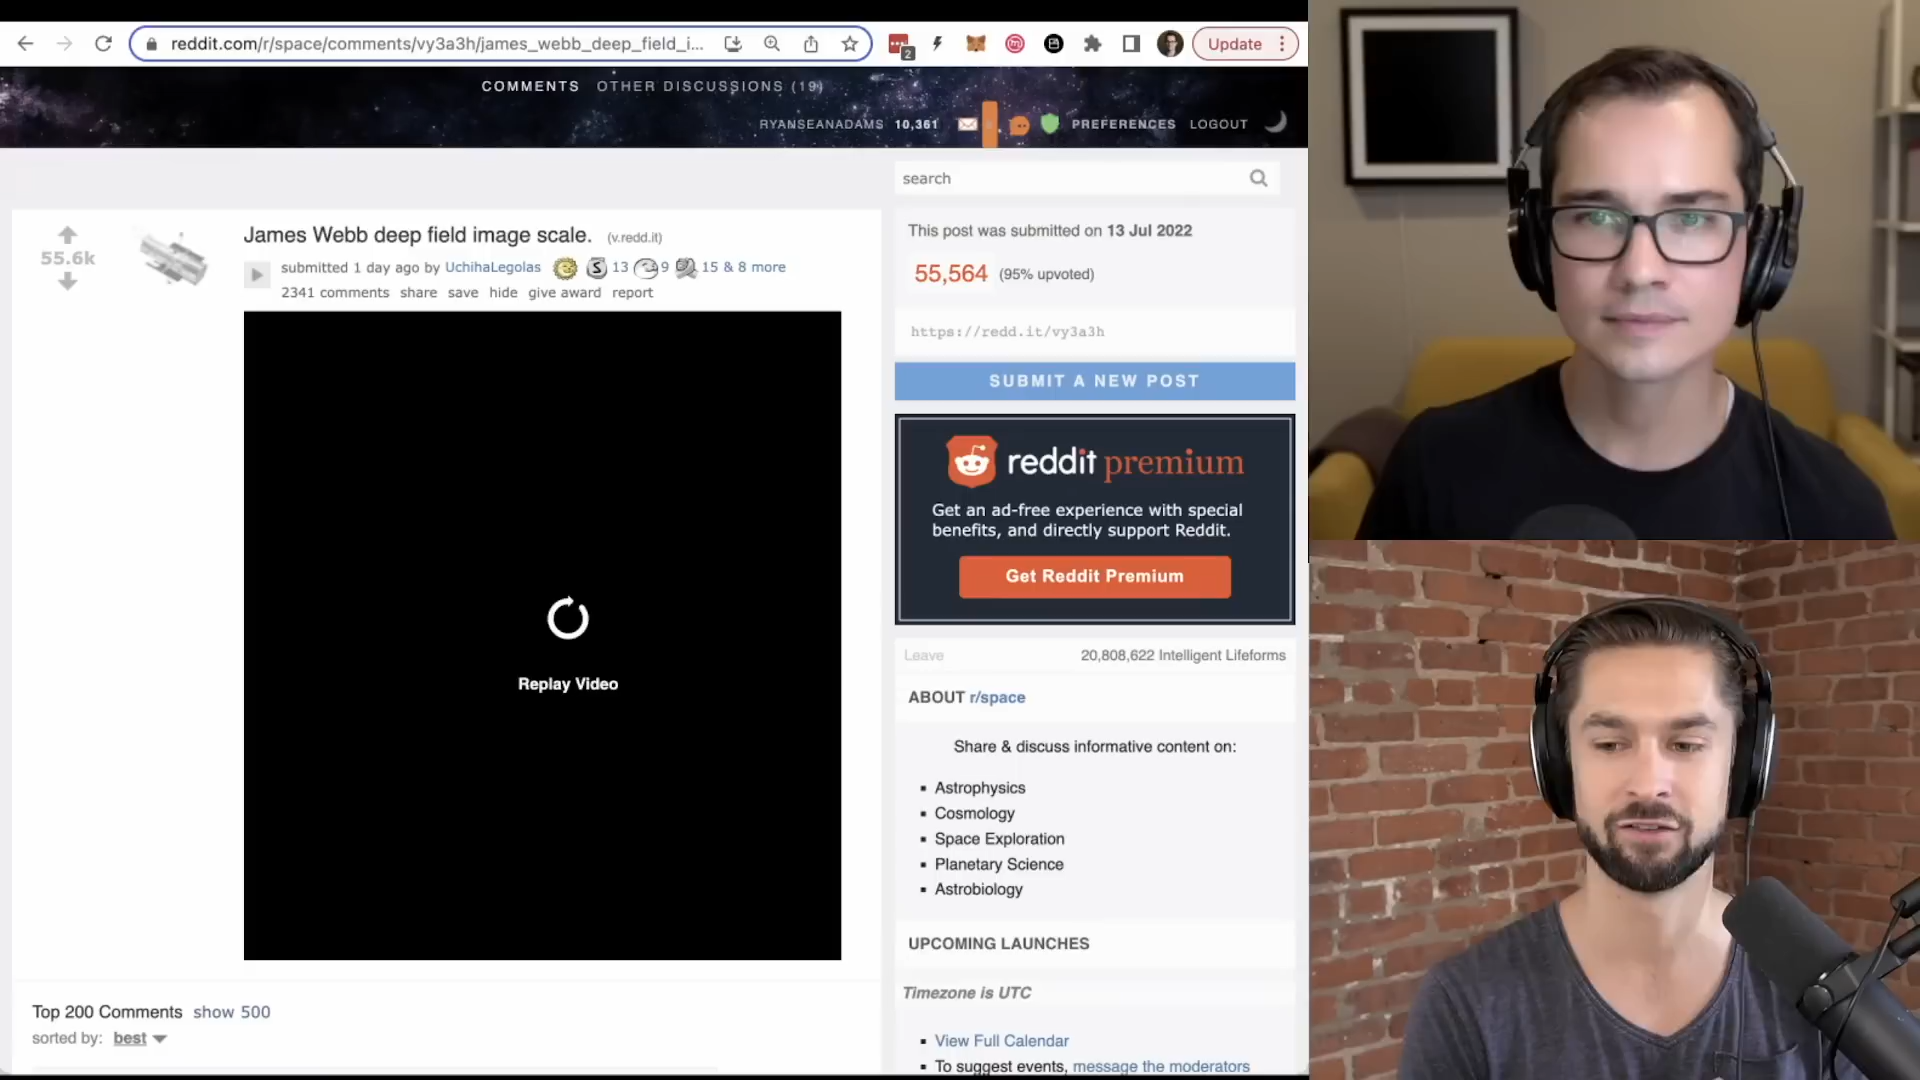 reddit.com/r/space/comments/vy3a3h/james_webb_deep_field_i...
2
Update
COMMENTS OTHER DISCUSSIONS (19)
RYANSEANADAMS 10,361 PREFERENCES LOGOUT
search
55.6k
James Webb deep field image scale. (v.redd.it)
submitted 1 day ago by UchihaLegolas S 13 9 15 & 8 more
2341 comments share save hide give award report
Replay Video
Top 200 Comments show 500
sorted by: best
This post was submitted on 13 Jul 2022
55,564 (95% upvoted)
https://redd.it/vy3a3h
SUBMIT A NEW POST
reddit premium
Get an ad-free experience with special
benefits, and directly support Reddit.
Get Reddit Premium
Leave 20,808,622 Intelligent Lifeforms
ABOUT r/space
Share & discuss informative content on:
Astrophysics
Cosmology
Space Exploration
Planetary Science
Astrobiology
UPCOMING LAUNCHES
Timezone is UTC
View Full Calendar
To suggest events, message the moderators